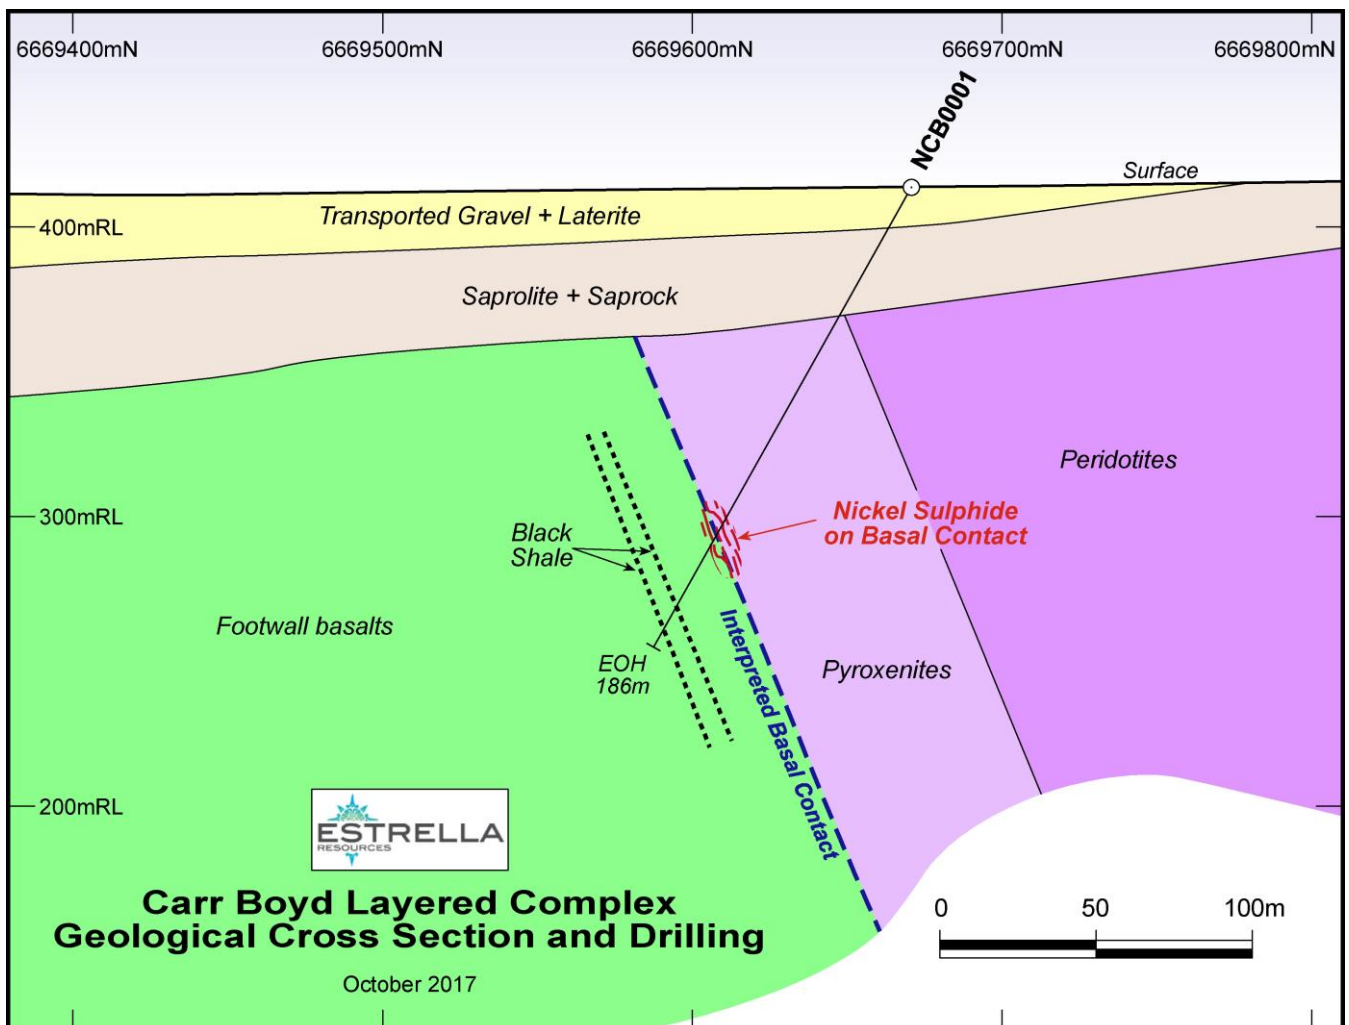 6669400mN
6669500mN
6669600mN
6669700mN
6669800mN
NCB0001
Surface
Transported Gravel + Laterite
400mRL
Saprolite + Saprock
Peridotites
Nickel Sulphide
on Basal Contact
300mRL
Black
Shale
Footwall basalts
Interpreted Basal Contact
EOH
186m
Pyroxenites
200mRL
ESTRELLA
RESOURCES
Carr Boyd Layered Complex
Geological Cross Section and Drilling
October 2017
0
50
100m